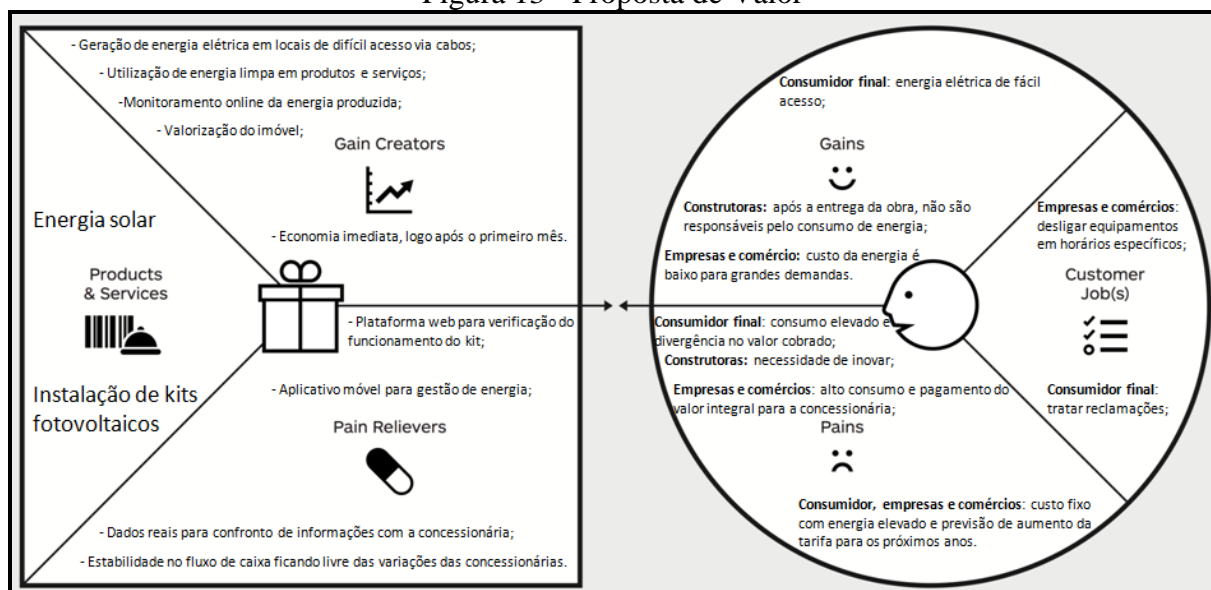 Figura 13 - Proposta de Valor
- Geração de energia elétrica em locais de difícil acesso via cabos;
- Utilização de energia limpa em produtos e serviços;
-Monitoramento online da energia produzida;
- Valorização do imóvel;
Gain Creators
- Economia imediata, logo após o primeiro mês.
Energia solar
Products
& Services
Instalação de kits
fotovoltaicos
- Plataforma web para verificação do
funcionamento do kit;
- Aplicativo móvel para gestão de energia;
Pain Relievers
- Dados reais para confronto de informações com a concessionária;
- Estabilidade no fluxo de caixa ficando livre das variações das concessionárias.
Consumidor final: energia elétrica de fácil
acesso;
Gains
Construtoras: após a entrega da obra, não são
responsáveis pelo consumo de energia;
Empresas e comércio: custo da energia é
baixo para grandes demandas.
Consumidor final: consumo elevado e
divergência no valor cobrado;
Construtoras: necessidade de inovar;
Empresas e comércios: alto consumo e pagamento do
valor integral para a concessionária;
Pains
Consumidor, empresas e comércios: custo fixo
com energia elevado e previsão de aumento da
tarifa para os próximos anos.
Empresas e comércios:
desligar equipamentos
em horários específicos;
Customer
Job(s)
Consumidor final:
tratar reclamações;